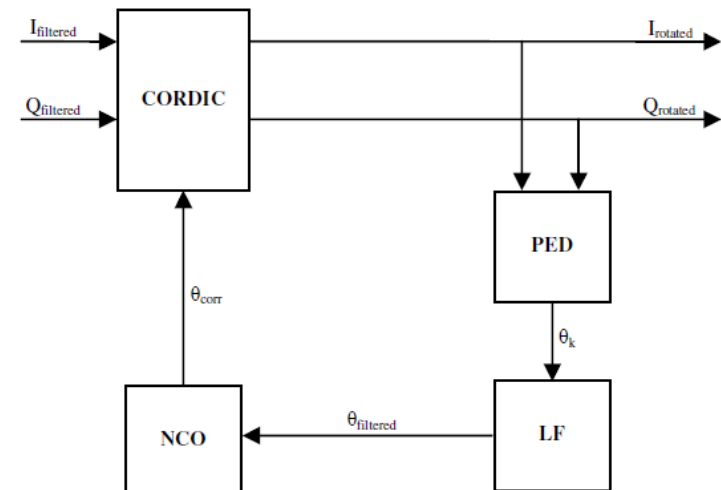 I_filtered
I_rotated
CORDIC
Q_filtered
Q_rotated
PED
θ_corr
θ_k
θ_filtered
NCO
LF